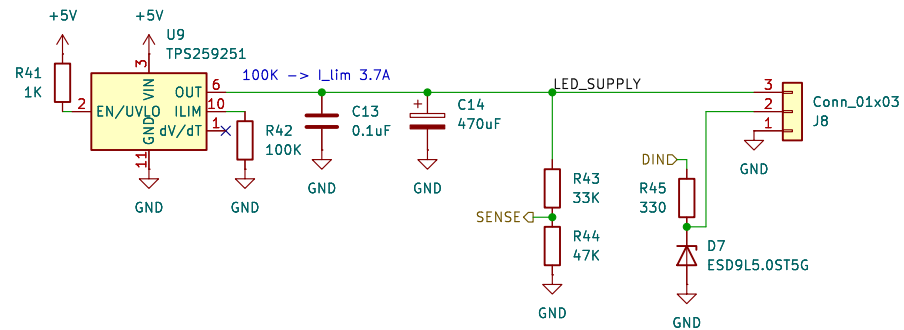 +5V
+5V
U9
TPS259251
R41
1K
3
VIN
2
EN/UVLO
OUT
6
ILIM
10
dV/dT
1
GND
11
GND
100K -> I_lim 3.7A
R42
100K
GND
C13
0.1uF
GND
C14
470uF
GND
LED_SUPPLY
R43
33K
SENSE
R44
47K
GND
DIN
R45
330
D7
ESD9L5.0ST5G
GND
3
2
1
Conn_01x03
J8
GND